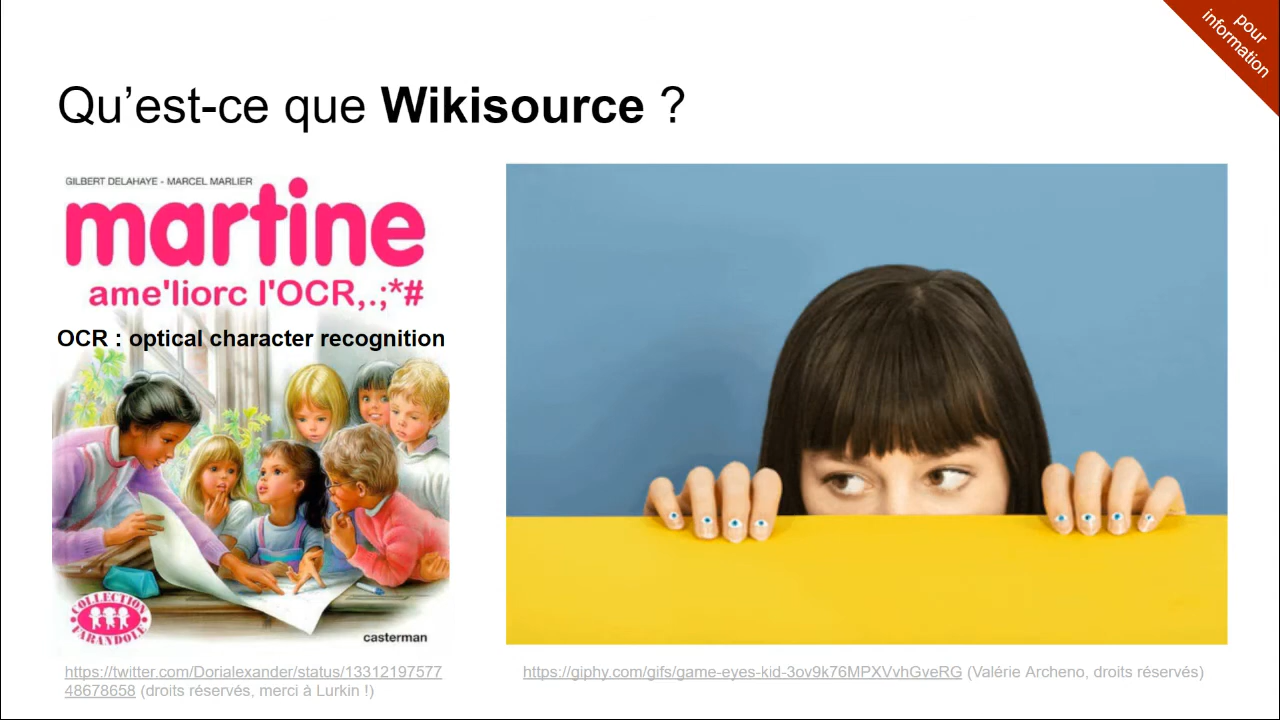 pour
information
Qu’est-ce que Wikisource ?
GILBERT DELAHAYE - MARCEL MARLIER
martine
ame'liorc l'OCR,.;*#
OCR : optical character recognition
COLLECTION
FARANDOLE
casterman
https://twitter.com/Dorialexander/status/13312197577
48678658 (droits réservés, merci à Lurkin !)
https://giphy.com/gifs/game-eyes-kid-3ov9k76MPXVvhGveRG (Valérie Archeno, droits réservés)